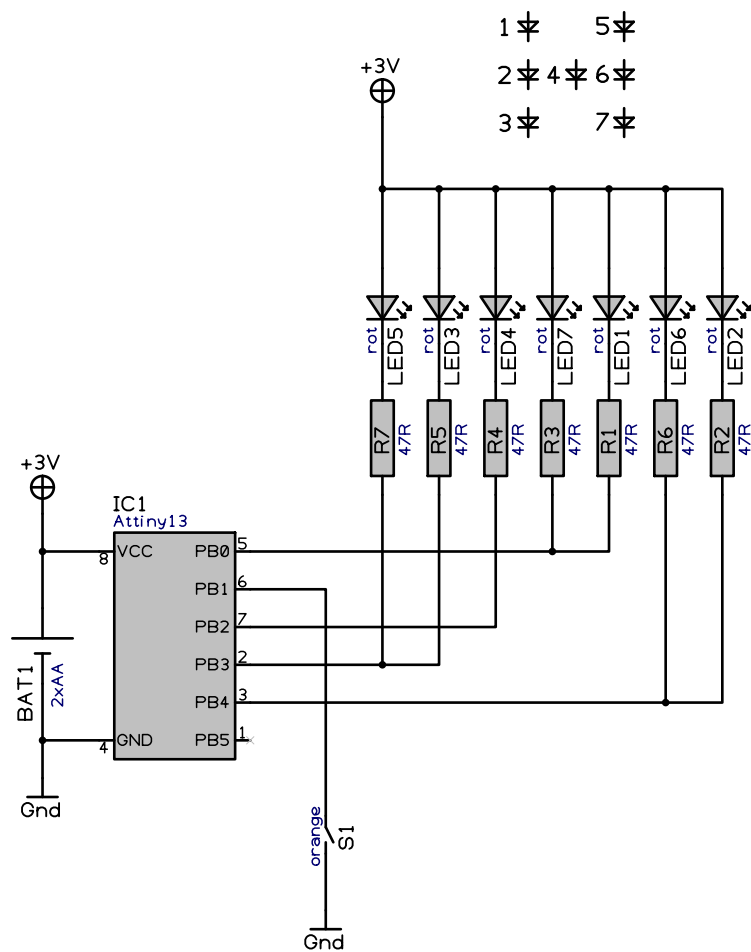 1 5
2 4 6
3 7
+3V
rot LED5
rot LED3
rot LED4
rot LED7
rot LED1
rot LED6
rot LED2
R7 47R
R5 47R
R4 47R
R3 47R
R1 47R
R6 47R
R2 47R
+3V
IC1
Attiny13
8 VCC PB0 5
PB1 6
PB2 7
PB3 2
PB4 3
4 GND PB5 1
BAT1 2xAA
Gnd
orange S1
Gnd